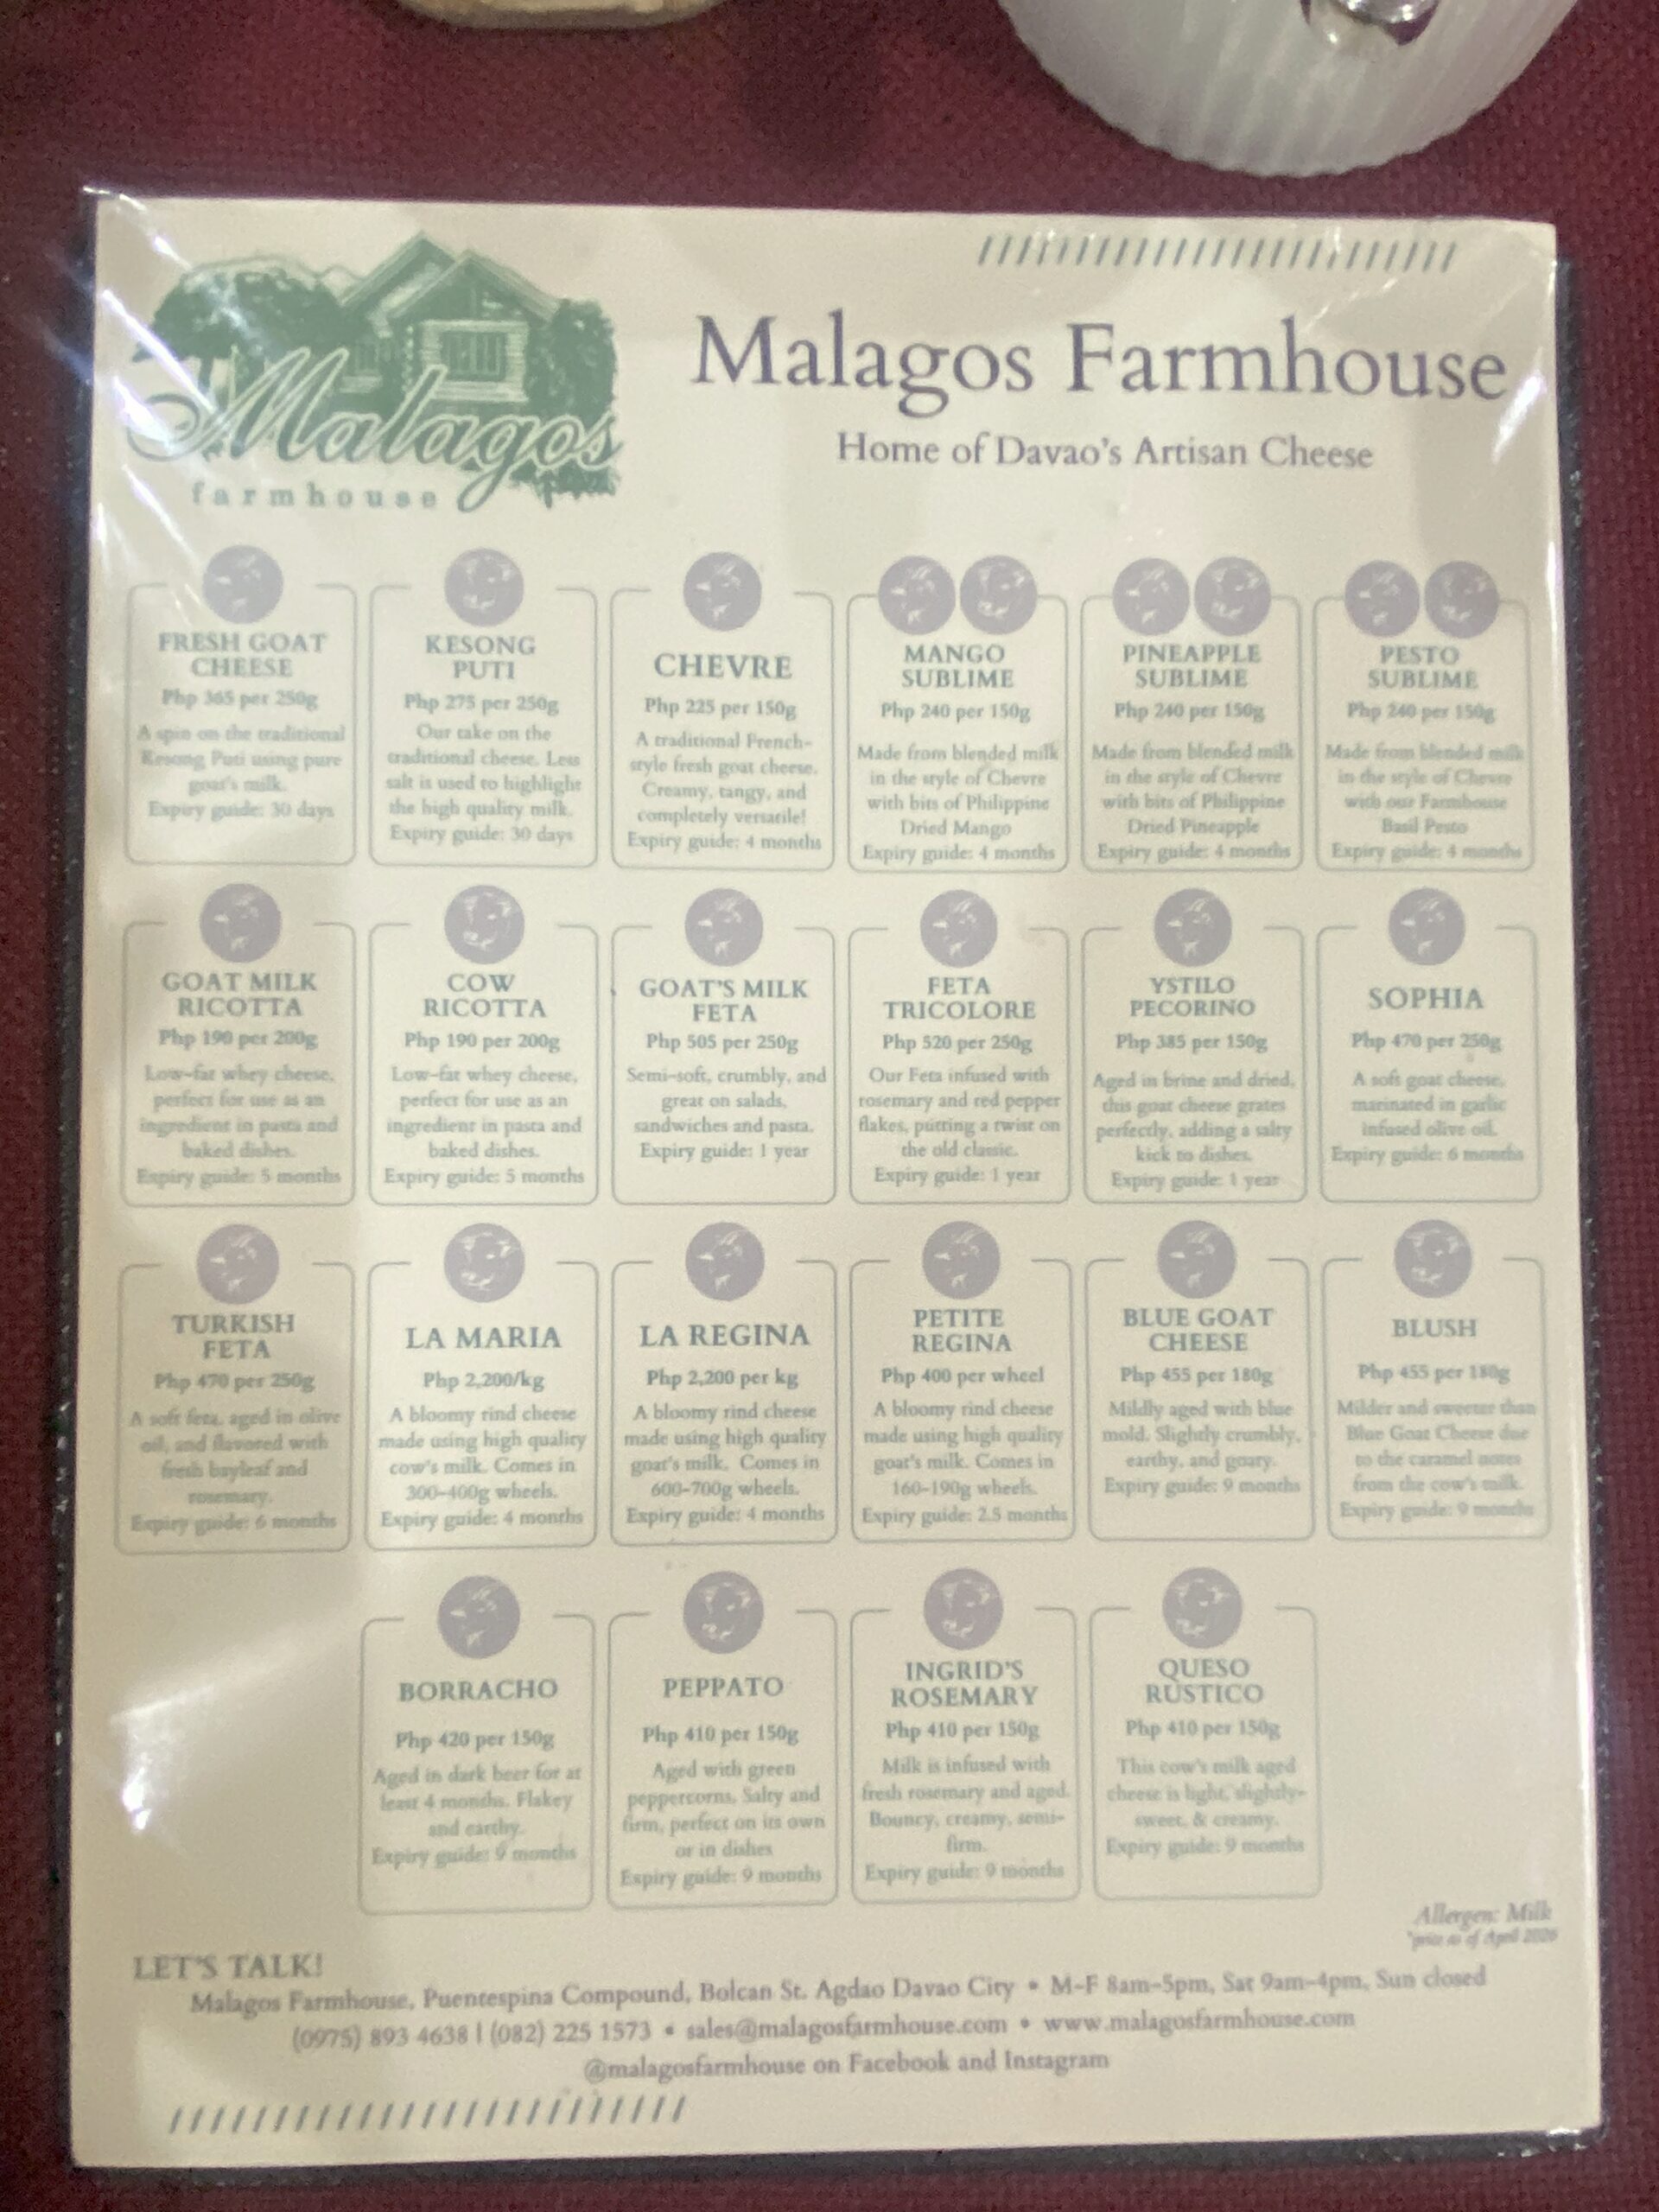 Malagos
farmhouse
Malagos Farmhouse
Home of Davao's Artisan Cheese
FRESH GOAT
CHEESE
Php 365 per 250g
A spin on the traditional
Kesong Puti using pure
goat's milk.
Expiry guide: 30 days
KESONG
PUTI
Php 275 per 250g
Our take on the
traditional cheese. Less
salt is used to highlight
the high quality milk.
Expiry guide: 30 days
CHEVRE
Php 225 per 150g
A traditional French-
style fresh goat cheese.
Creamy, tangy, and
completely versatile!
Expiry guide: 4 months
MANGO
SUBLIME
Php 240 per 150g
Made from blended milk
in the style of Chevre
with bits of Philippine
Dried Mango
Expiry guide: 4 months
PINEAPPLE
SUBLIME
Php 240 per 150g
Made from blended milk
in the style of Chevre
with bits of Philippine
Dried Pineapple
Expiry guide: 4 months
PESTO
SUBLIME
Php 240 per 150g
Made from blended milk
in the style of Chevre
with our Farmhouse
Basil Pesto
Expiry guide: 4 months
GOAT MILK
RICOTTA
Php 190 per 200g
Low-fat whey cheese,
perfect for use as an
ingredient in pasta and
baked dishes.
Expiry guide: 5 months
COW
RICOTTA
Php 190 per 200g
Low-fat whey cheese,
perfect for use as an
ingredient in pasta and
baked dishes.
Expiry guide: 5 months
GOAT'S MILK
FETA
Php 505 per 250g
Semi-soft, crumbly, and
great on salads,
sandwiches and pasta.
Expiry guide: 1 year
FETA
TRICOLORE
Php 520 per 250g
Our Feta infused with
rosemary and red pepper
flakes, putting a twist on
the old classic.
Expiry guide: 1 year
YSTILO
PECORINO
Php 385 per 150g
Aged in brine and dried,
this goat cheese grates
perfectly, adding a salty
kick to dishes.
Expiry guide: 1 year
SOPHIA
Php 470 per 250g
A soft goat cheese,
marinated in garlic
infused olive oil.
Expiry guide: 6 months
TURKISH
FETA
Php 470 per 250g
A soft feta, aged in olive
oil, and flavored with
fresh bayleaf and
rosemary.
Expiry guide: 6 months
LA MARIA
Php 2,200/kg
A bloomy rind cheese
made using high quality
cow's milk. Comes in
300-400g wheels.
Expiry guide: 4 months
LA REGINA
Php 2,200 per kg
A bloomy rind cheese
made using high quality
goat's milk. Comes in
600-700g wheels.
Expiry guide: 4 months
PETITE
REGINA
Php 400 per wheel
A bloomy rind cheese
made using high quality
goat's milk. Comes in
160-190g wheels.
Expiry guide: 2.5 months
BLUE GOAT
CHEESE
Php 455 per 180g
Mildly aged with blue
mold. Slightly crumbly,
earthy, and goaty.
Expiry guide: 9 months
BLUSH
Php 455 per 180g
Milder and sweeter than
Blue Goat Cheese due
to the caramel notes
from the cow's milk.
Expiry guide: 9 months
BORRACHO
Php 420 per 150g
Aged in dark beer for at
least 4 months. Flakey
and earthy.
Expiry guide: 9 months
PEPPATO
Php 410 per 150g
Aged with green
peppercorns. Salty and
firm, perfect on its own
or in dishes
Expiry guide: 9 months
INGRID'S
ROSEMARY
Php 410 per 150g
Milk is infused with
fresh rosemary and aged.
Bouncy, creamy, semi-
firm.
Expiry guide: 9 months
QUESO
RUSTICO
Php 410 per 150g
This cow's milk aged
cheese is light, slightly-
sweet, & creamy.
Expiry guide: 9 months
Allergen: Milk
*price as of April 2026
LET'S TALK!
Malagos Farmhouse, Puentespina Compound, Bolcan St. Agdao Davao City • M-F 8am-5pm, Sat 9am-4pm, Sun closed
(0975) 893 4638 | (082) 225 1573 • sales@malagosfarmhouse.com • www.malagosfarmhouse.com
@malagosfarmhouse on Facebook and Instagram